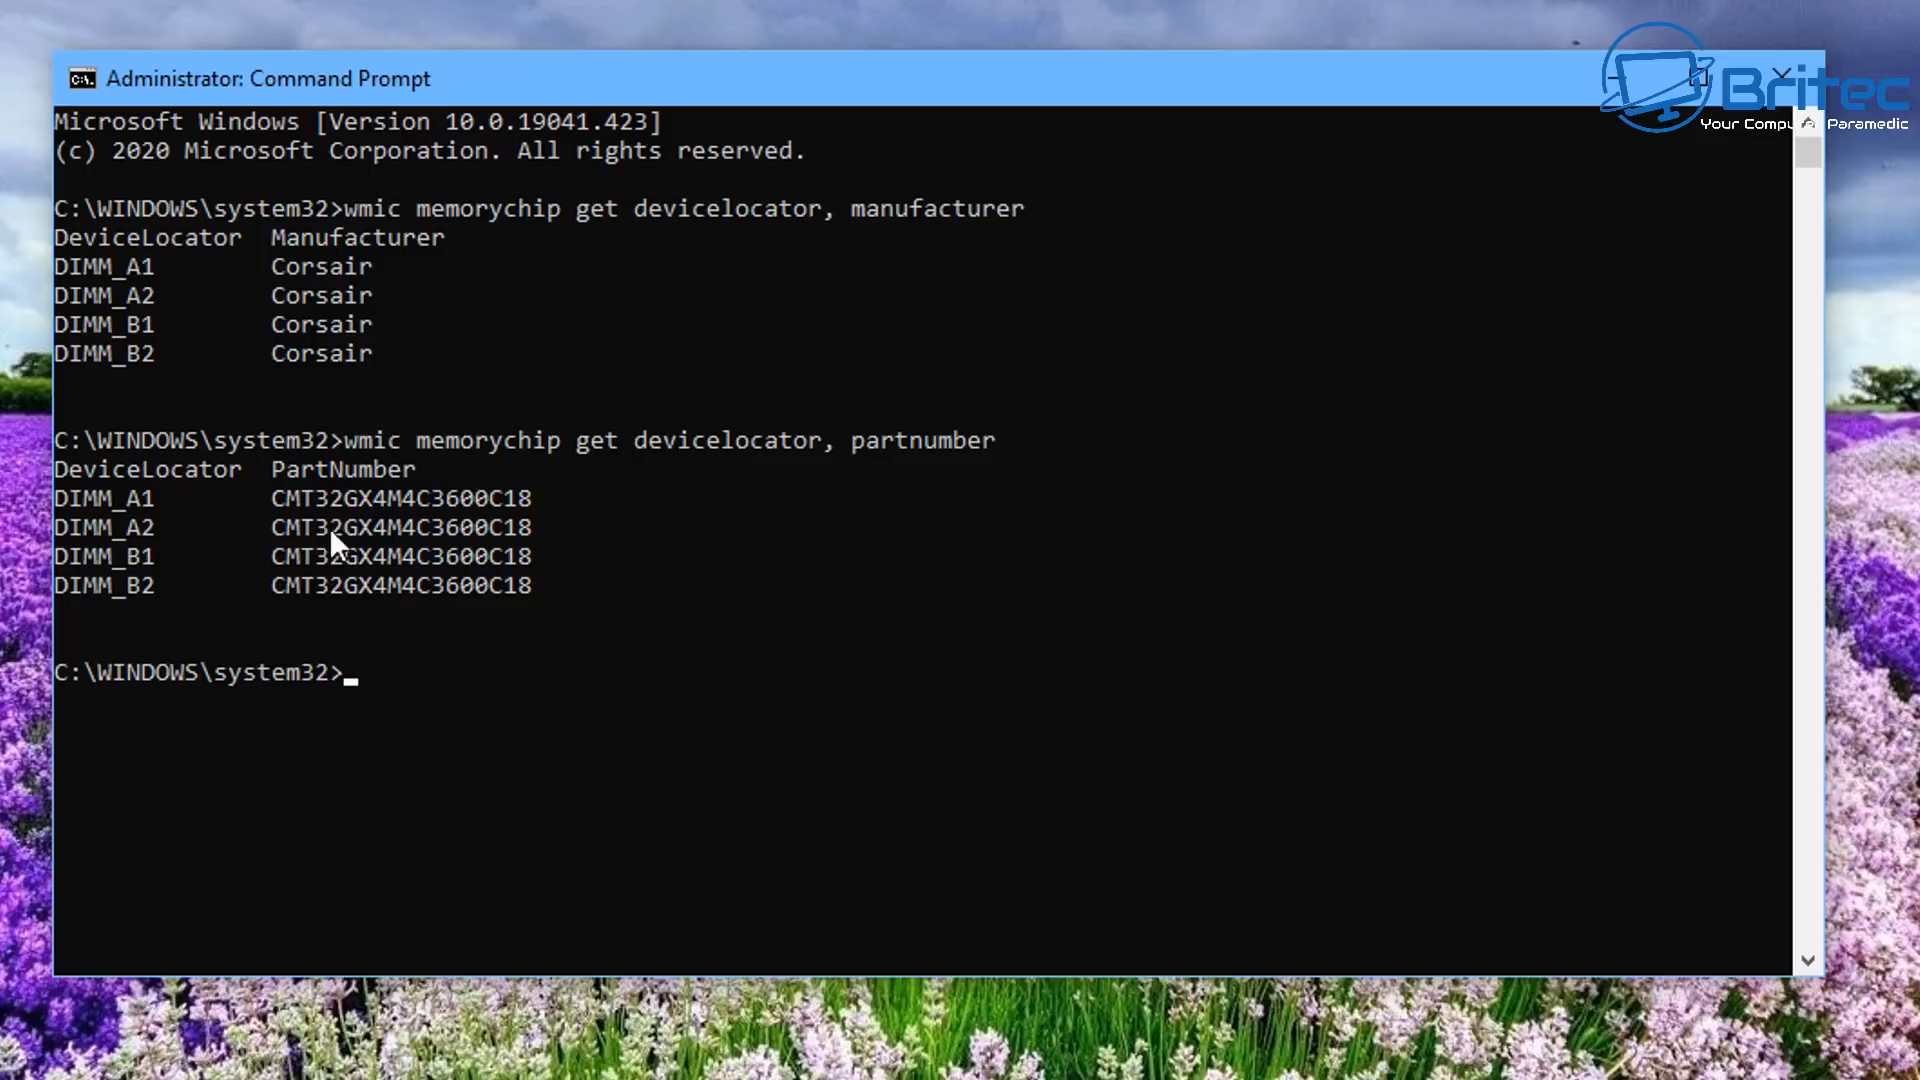 Administrator: Command Prompt
Britec
Your Compu Paramedic
Microsoft Windows [Version 10.0.19041.423]
(c) 2020 Microsoft Corporation. All rights reserved.
C:\WINDOWS\system32>wmic memorychip get devicelocator, manufacturer
DeviceLocator Manufacturer
DIMM_A1 Corsair
DIMM_A2 Corsair
DIMM_B1 Corsair
DIMM_B2 Corsair
C:\WINDOWS\system32>wmic memorychip get devicelocator, partnumber
DeviceLocator PartNumber
DIMM_A1 CMT32GX4M4C3600C18
DIMM_A2 CMT32GX4M4C3600C18
DIMM_B1 CMT32GX4M4C3600C18
DIMM_B2 CMT32GX4M4C3600C18
C:\WINDOWS\system32>